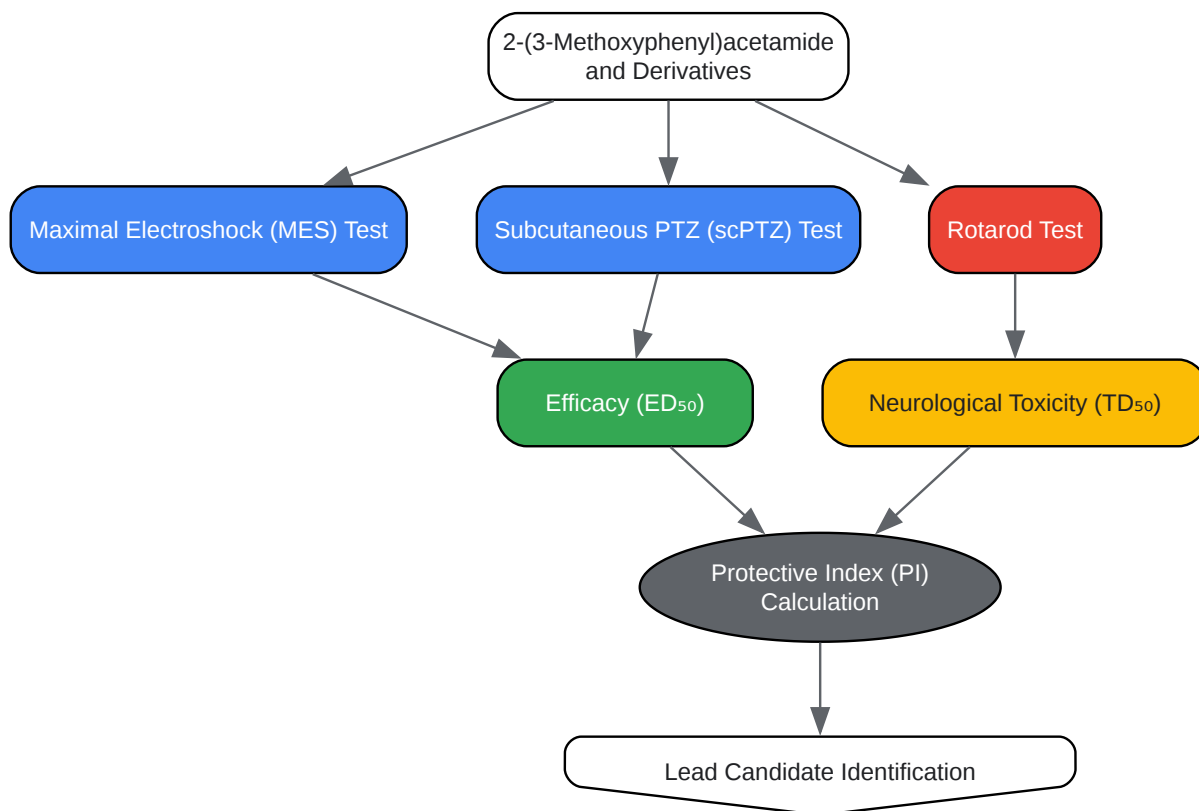 2-(3-Methoxyphenyl)acetamide
and Derivatives
Maximal Electroshock (MES) Test
Subcutaneous PTZ (scPTZ) Test
Rotarod Test
Efficacy (ED₅₀)
Neurological Toxicity (TD₅₀)
Protective Index (PI)
Calculation
Lead Candidate Identification